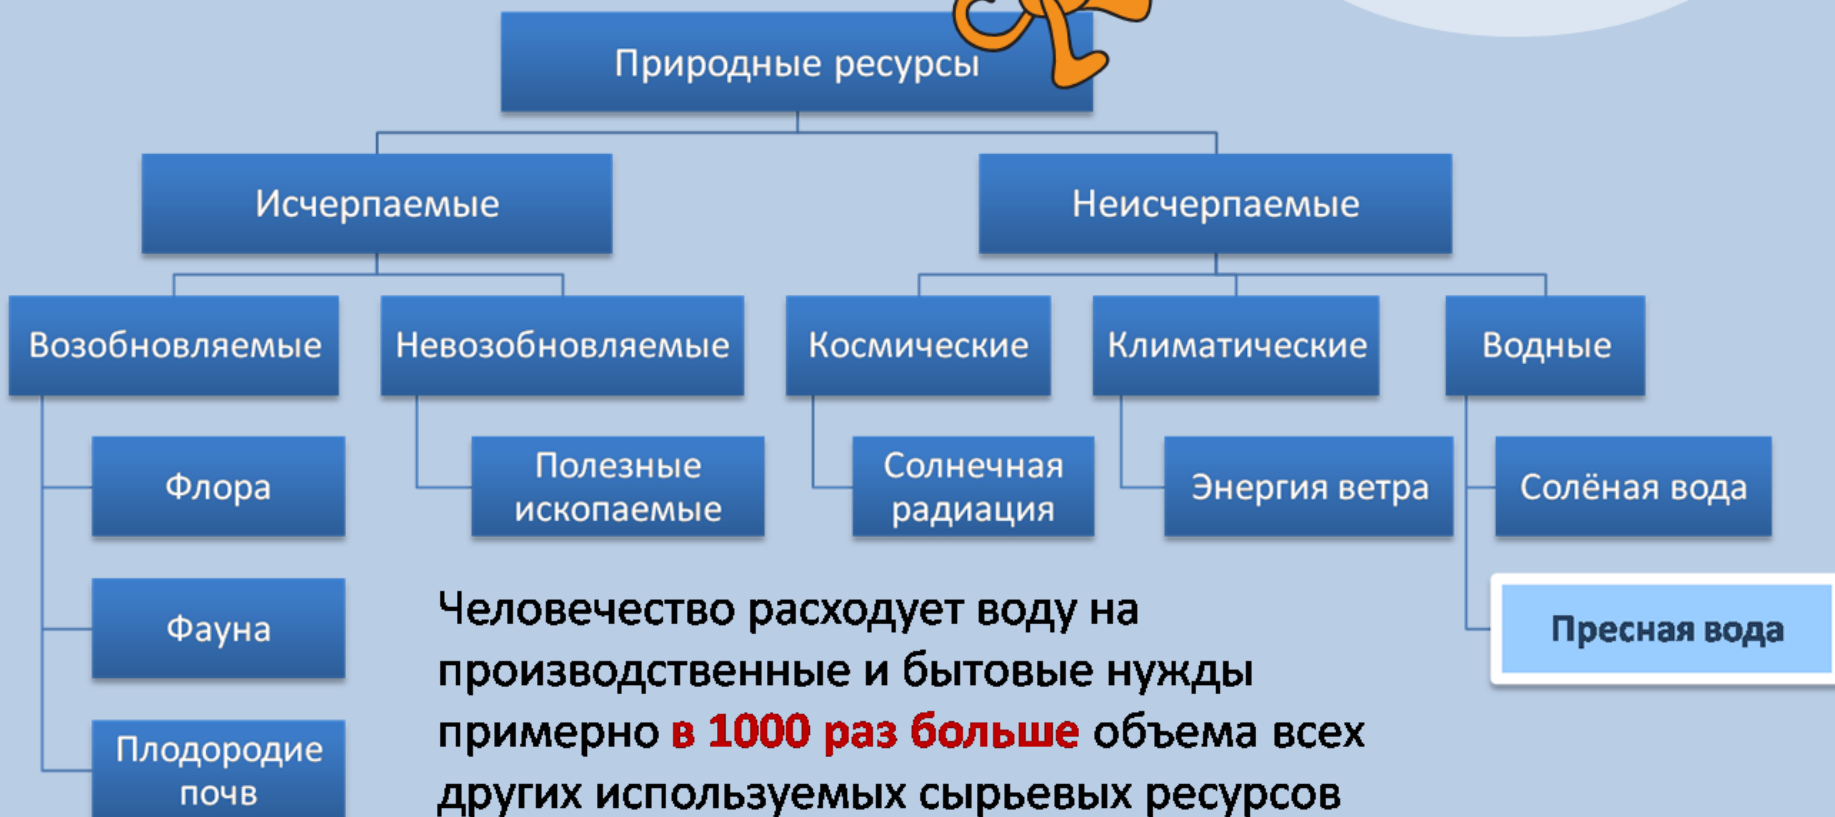 Природные ресурсы
Исчерпаемые
Неисчерпаемые
Возобновляемые
Невозобновляемые
Космические
Климатические
Водные
Флора
Полезные
ископаемые
Солнечная
радиация
Энергия ветра
Солёная вода
Фауна
Пресная вода
Плодородие
почв
Человечество расходует воду на
производственные и бытовые нужды
примерно в 1000 раз больше объема всех
других используемых сырьевых ресурсов